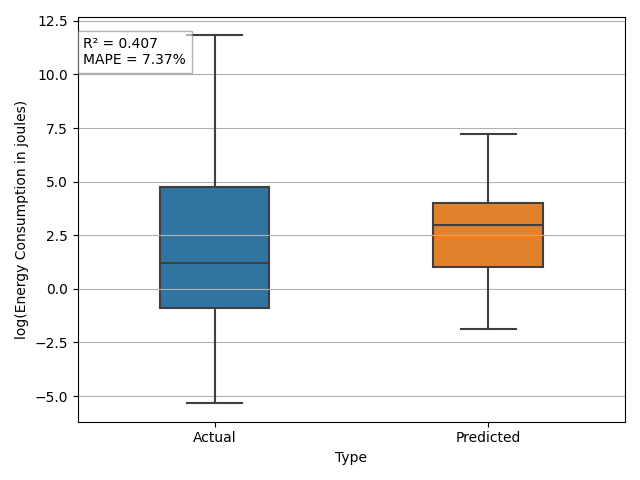 R² = 0.407
MAPE = 7.37%
12.5
10.0
7.5
5.0
2.5
0.0
−2.5
−5.0
log(Energy Consumption in joules)
Actual
Predicted
Type